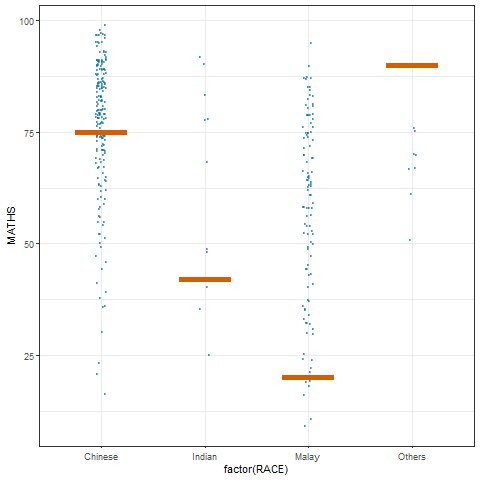 100
75
50
25
MATHS
Chinese
Indian
Malay
Others
factor(RACE)